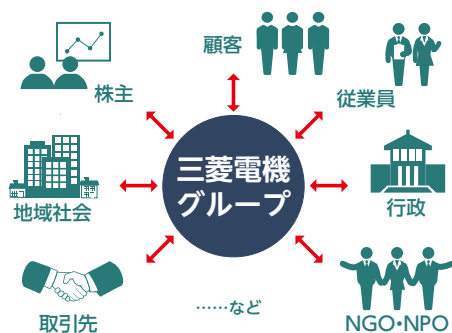 顧客
株主
従業員
三菱電機
グループ
地域社会
行政
取引先
……など
NGO・NPO